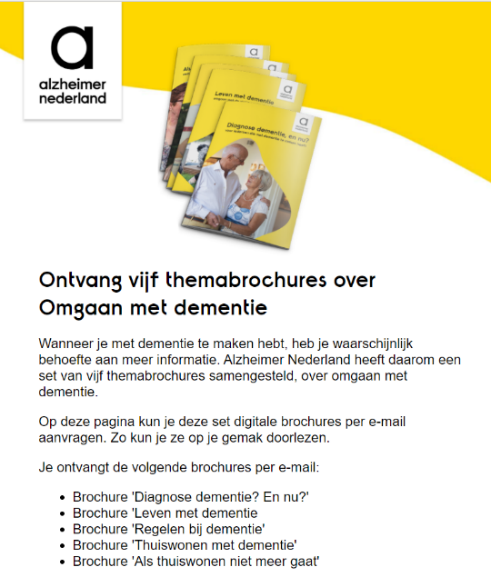 a
alzheimer
nederland
Leven met dementie
Diagnose dementie, en nu?
Ontvang vijf themabrochures over
Omgaan met dementie
Wanneer je met dementie te maken hebt, heb je waarschijnlijk
behoefte aan meer informatie. Alzheimer Nederland heeft daarom een
set van vijf themabrochures samengesteld, over omgaan met
dementie.
Op deze pagina kun je deze set digitale brochures per e-mail
aanvragen. Zo kun je ze op je gemak doorlezen.
Je ontvangt de volgende brochures per e-mail:
• Brochure 'Diagnose dementie? En nu?'
• Brochure 'Leven met dementie
• Brochure 'Regelen bij dementie'
• Brochure 'Thuiswonen met dementie'
• Brochure 'Als thuiswonen niet meer gaat'